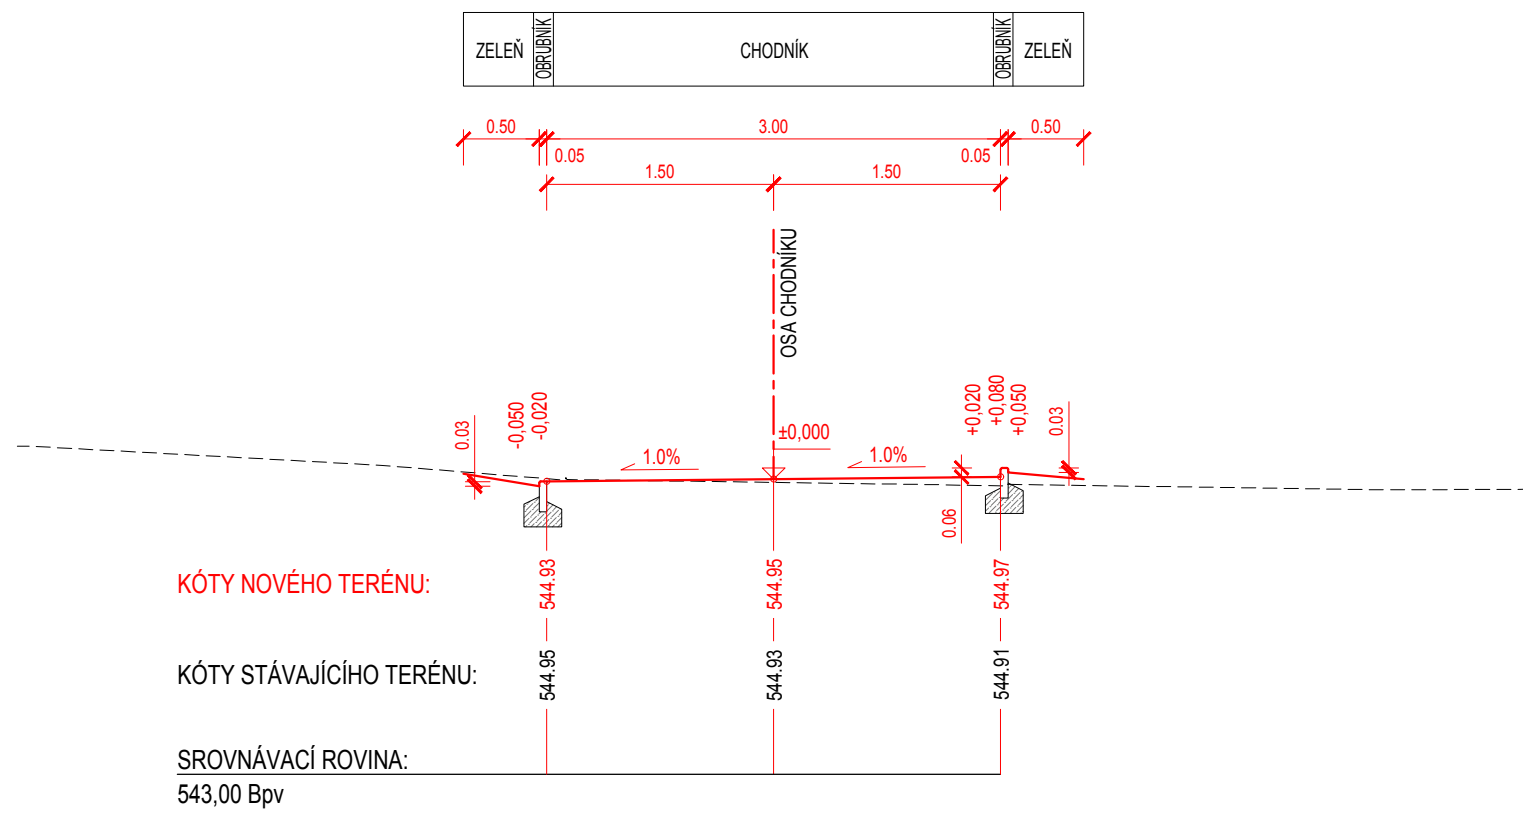 ZELEŇ
OBRUBNÍK
CHODNÍK
OBRUBNÍK
ZELEŇ
0.50
3.00
0.50
0.05
0.05
1.50
1.50
OSA CHODNÍKU
0.03
-0,050
-0,020
1.0%
±0,000
1.0%
+0,020
+0,080
+0,050
0.03
0.06
KÓTY NOVÉHO TERÉNU:
544.93
544.95
544.97
KÓTY STÁVAJÍCÍHO TERÉNU:
544.95
544.93
544.91
SROVNÁVACÍ ROVINA:
543,00 Bpv